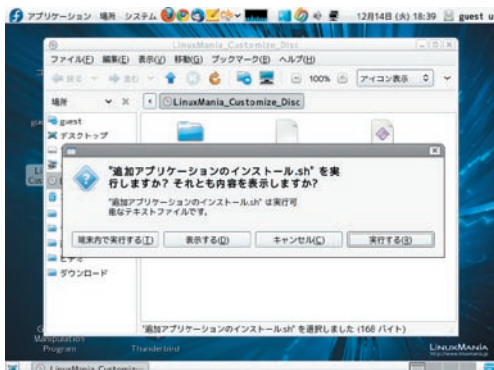 アプリケーション 場所 システム 12月14日 (火) 18:39 guest u
LinuxMania_Customize_Disc
ファイル(F) 編集(E) 表示(V) 移動(G) ブックマーク(B) ヘルプ(H)
戻る 進む 100% アイコン表示
場所 LinuxMania_Customize_Disc
guest
デスクトップ
"追加アプリケーションのインストール.sh" を実
行しますか? それとも内容を表示しますか?
"追加アプリケーションのインストール.sh" は実行可
能なテキストファイルです。
端末内で実行する(T) 表示する(D) キャンセル(C) 実行する(R)
ビデオ
ダウンロード
"追加アプリケーションのインストール.sh" を選択しました (168 バイト)
Manipulation
Program Thunderbird
LINUXMANIA
LinuxMania_Customiz